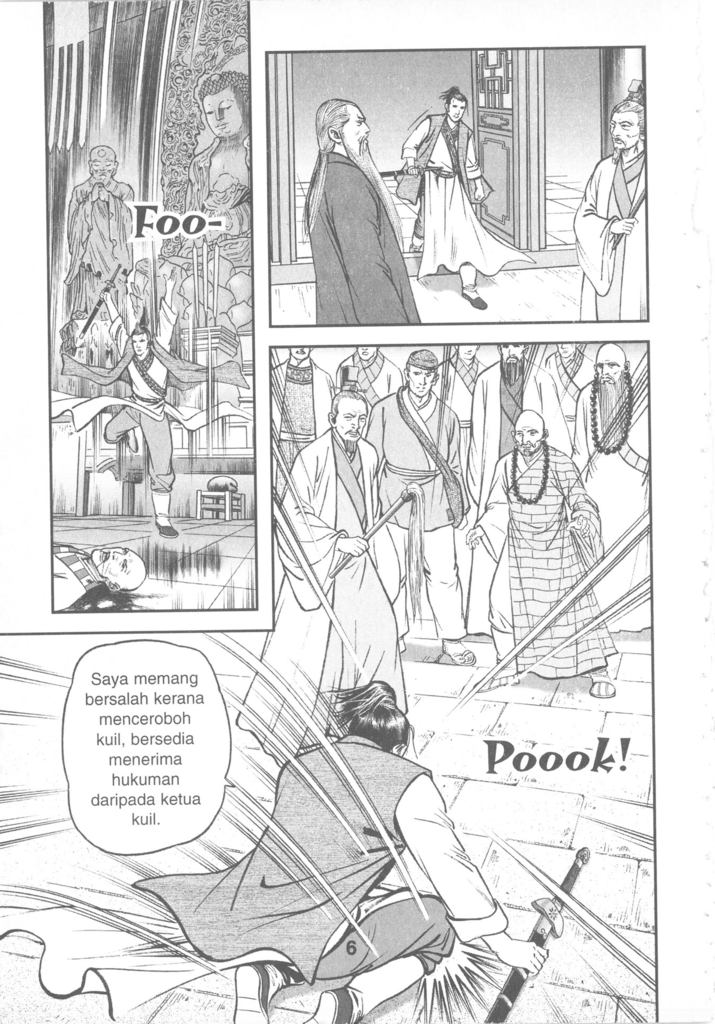 Foo-
Saya memang
bersalah kerana
menceroboh
kuil, bersedia
menerima
hukuman
daripada ketua
kuil.
Poook!
6